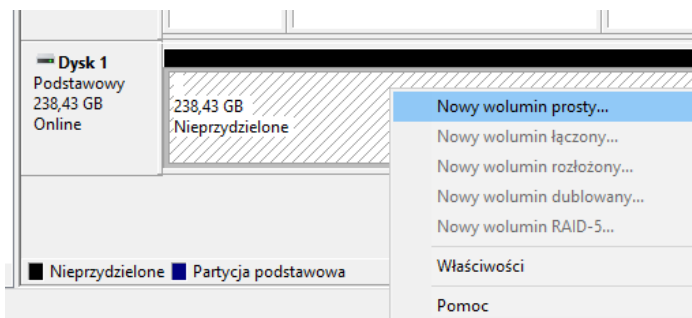 Dysk 1
Podstawowy
238,43 GB
Online
238,43 GB
Nieprzydzielone
Nowy wolumin prosty...
Nowy wolumin łączony...
Nowy wolumin rozłożony...
Nowy wolumin dublowany...
Nowy wolumin RAID-5...
Właściwości
Pomoc
Nieprzydzielone Partycja podstawowa